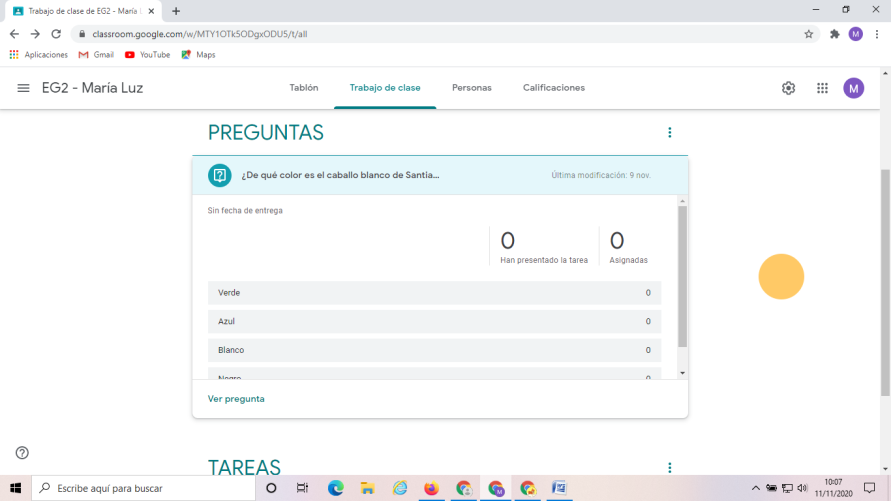 Trabajo de clase de EG2 - María L
classroom.google.com/w/MTY1OTk5ODgxODU5/t/all
M
Aplicaciones
Gmail
YouTube
Maps
EG2 - María Luz
Tablón
Trabajo de clase
Personas
Calificaciones
M
PREGUNTAS
¿De qué color es el caballo blanco de Santia...
Última modificación: 9 nov.
Sin fecha de entrega
0
Han presentado la tarea
0
Asignadas
Verde 0
Azul 0
Blanco 0
Negro 0
Ver pregunta
TAREAS
Escribe aquí para buscar
10:07
11/11/2020